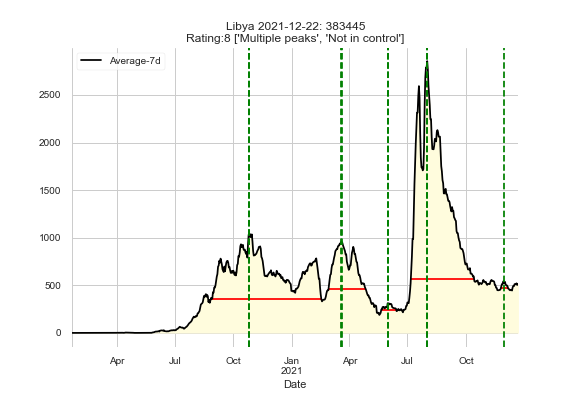 Libya 2021-12-22: 383445
Rating:8 ['Multiple peaks', 'Not in control']
Average-7d
2500
2000
1500
1000
500
0
Apr Jul Oct Jan Apr Jul Oct
2021
Date